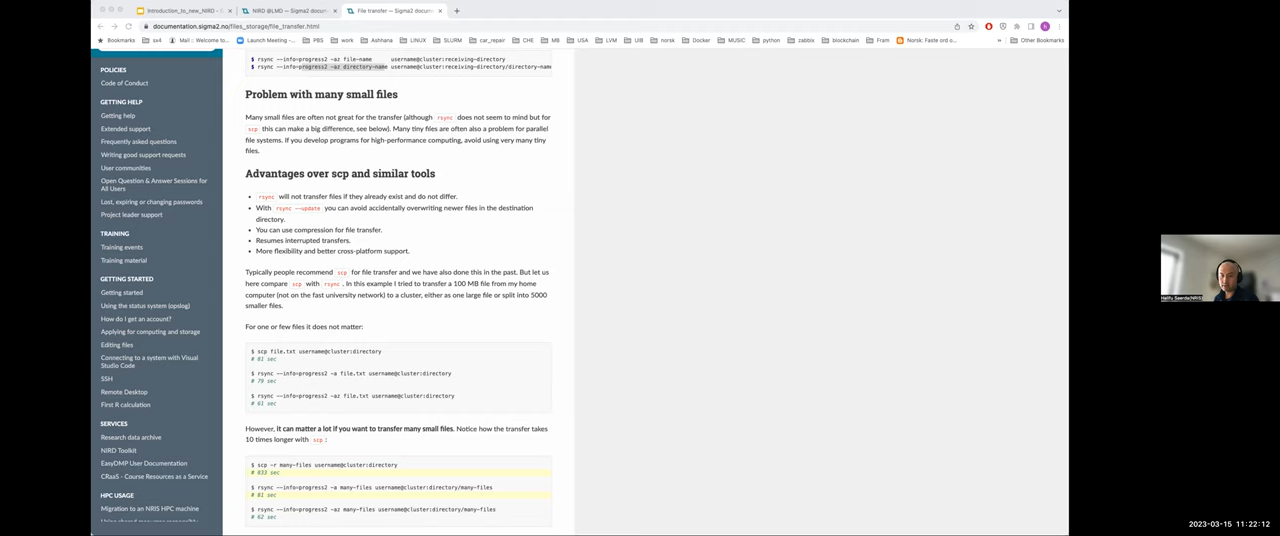 Introduction_to_new_NIRD - G
NIRD @LMD — Sigma2 docum
File transfer — Sigma2 docume
documentation.sigma2.no/files_storage/file_transfer.html
Bookmarks ss4 Mail :: Welcome to... Launch Meeting -... PBS work Ashhana LINUX SLURM car_repair CHE MB USA LVM UIB norsk Docker MUSIC python zabbix blockchain Fram Norsk: Faste ord o... Other Bookmarks
POLICIES
Code of Conduct
GETTING HELP
Getting help
Extended support
Frequently asked questions
Writing good support requests
User communities
Open Question & Answer Sessions for
All Users
Lost, expiring or changing passwords
Project leader support
TRAINING
Training events
Training material
GETTING STARTED
Getting started
Using the status system (opslog)
How do I get an account?
Applying for computing and storage
Editing files
Connecting to a system with Visual
Studio Code
SSH
Remote Desktop
First R calculation
SERVICES
Research data archive
NIRD Toolkit
EasyDMP User Documentation
CRaaS - Course Resources as a Service
HPC USAGE
Migration to an NRIS HPC machine
$ rsync --info=progress2 -az file-name username@cluster:receiving-directory
$ rsync --info=progress2 -az directory-name username@cluster:receiving-directory/directory-name
Problem with many small files
Many small files are often not great for the transfer (although rsync does not seem to mind but for
scp this can make a big difference, see below). Many tiny files are often also a problem for parallel
file systems. If you develop programs for high-performance computing, avoid using very many tiny
files.
Advantages over scp and similar tools
• rsync will not transfer files if they already exist and do not differ.
• With rsync --update you can avoid accidentally overwriting newer files in the destination
directory.
• You can use compression for file transfer.
• Resumes interrupted transfers.
• More flexibility and better cross-platform support.
Typically people recommend scp for file transfer and we have also done this in the past. But let us
here compare scp with rsync . In this example I tried to transfer a 100 MB file from my home
computer (not on the fast university network) to a cluster, either as one large file or split into 5000
smaller files.
For one or few files it does not matter:
$ scp file.txt username@cluster:directory
# 81 sec
$ rsync --info=progress2 -a file.txt username@cluster:directory
# 79 sec
$ rsync --info=progress2 -az file.txt username@cluster:directory
# 61 sec
However, it can matter a lot if you want to transfer many small files. Notice how the transfer takes
10 times longer with scp :
$ scp -r many-files username@cluster:directory
# 833 sec
$ rsync --info=progress2 -a many-files username@cluster:directory/many-files
# 81 sec
$ rsync --info=progress2 -az many-files username@cluster:directory/many-files
# 62 sec
Halifu Saerda(NRIS)
2023-03-15 11:22:12